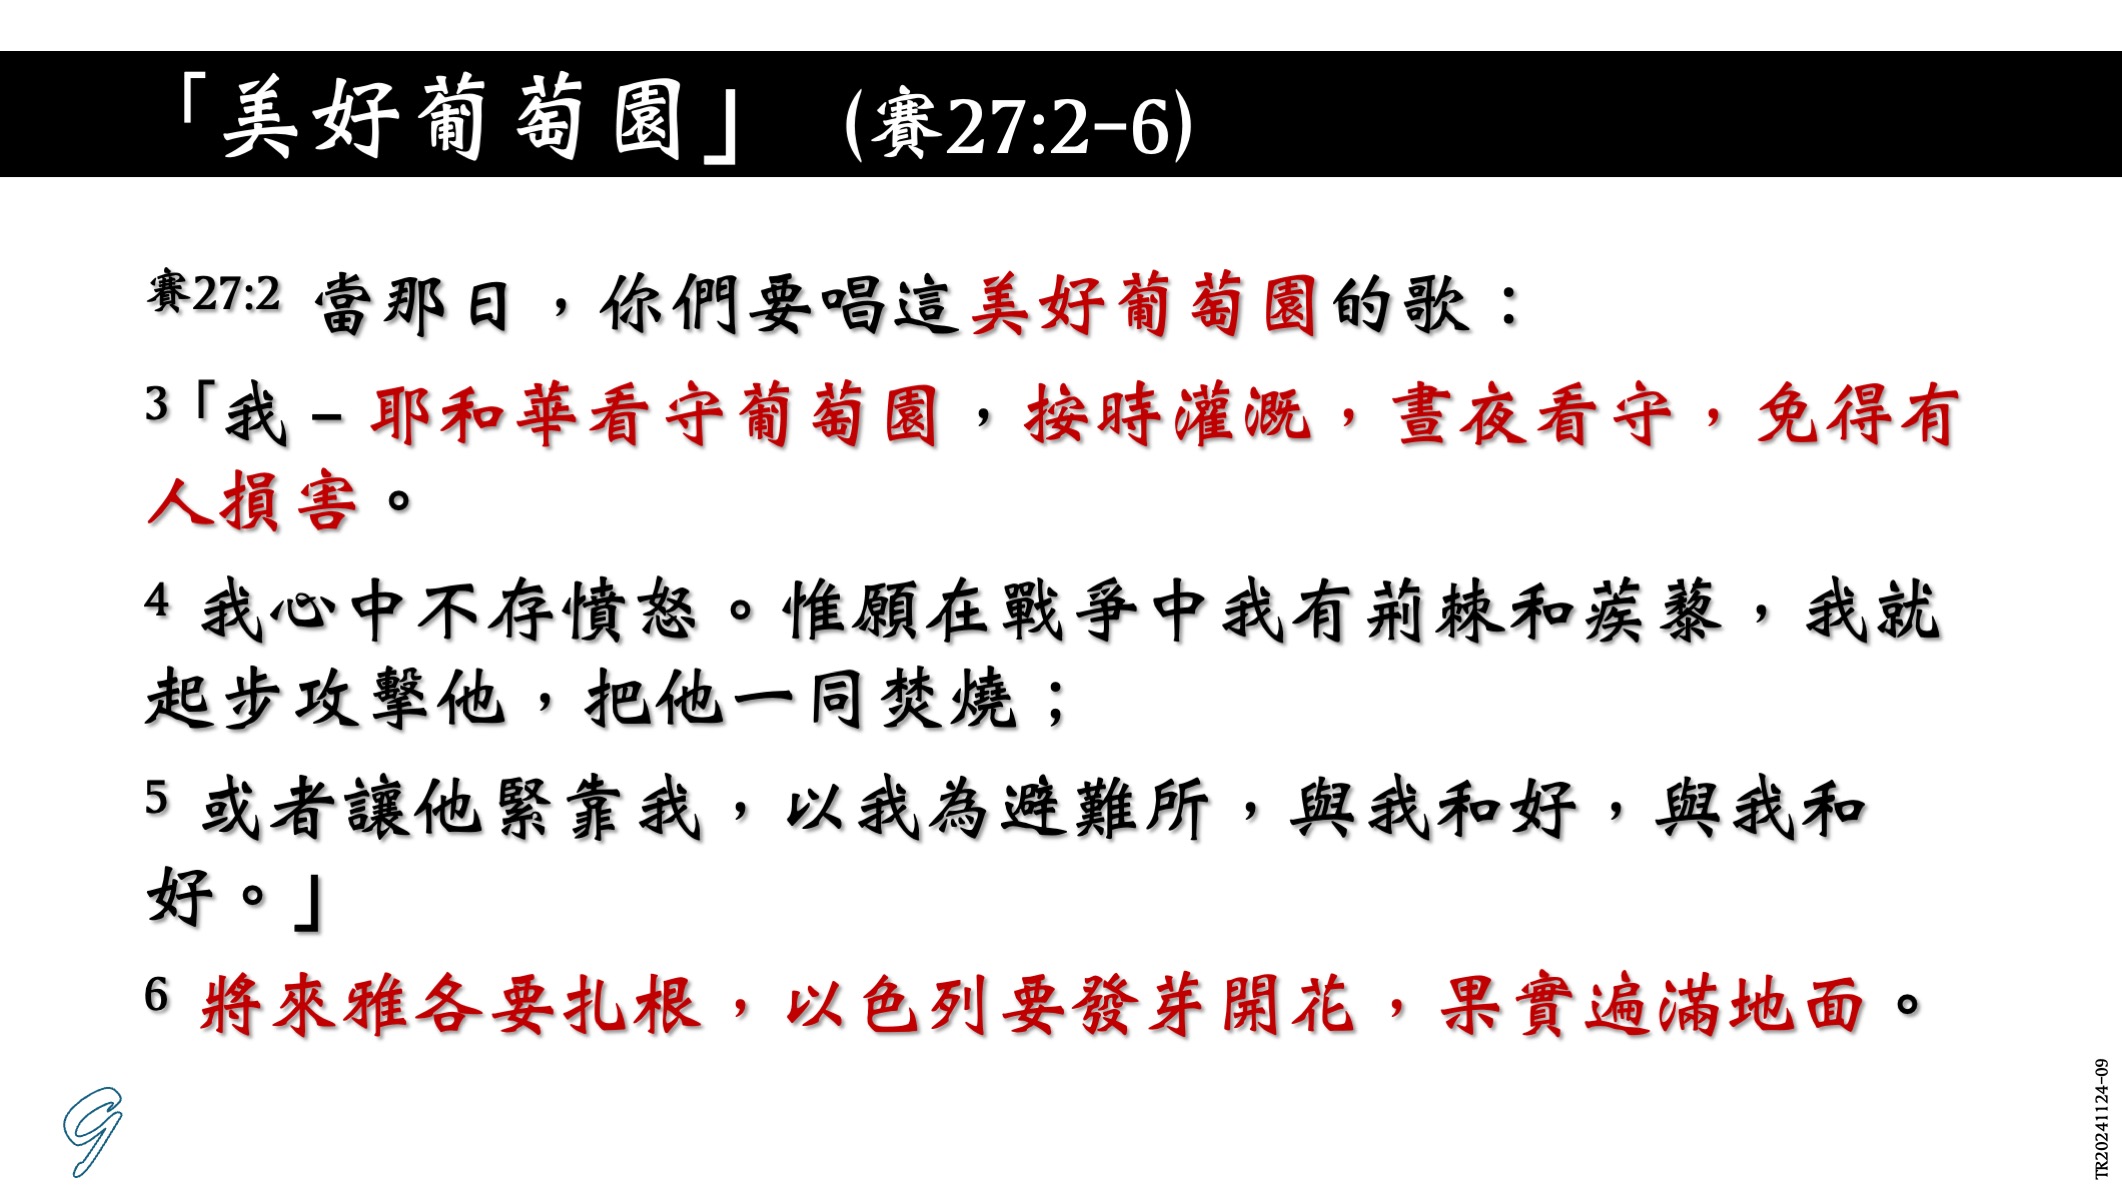 「美好葡萄園」 (賽27:2-6)
賽27:2 當那日，你們要唱這美好葡萄園的歌：
3「我 – 耶和華看守葡萄園，按時灌溉，晝夜看守，免得有
人損害。
4 我心中不存憤怒。惟願在戰爭中我有荊棘和蒺藜，我就
起步攻擊他，把他一同焚燒；
5 或者讓他緊靠我，以我為避難所，與我和好，與我和
好。」
6 將來雅各要扎根，以色列要發芽開花，果實遍滿地面。
G
TR20241124-09